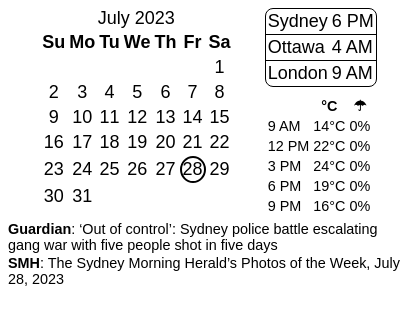 July 2023
Su Mo Tu We Th Fr Sa
1
2 3 4 5 6 7 8
9 10 11 12 13 14 15
16 17 18 19 20 21 22
23 24 25 26 27 28 29
30 31
Sydney 6 PM
Ottawa 4 AM
London 9 AM
°C ☂
9 AM 14°C 0%
12 PM 22°C 0%
3 PM 24°C 0%
6 PM 19°C 0%
9 PM 16°C 0%
Guardian: ‘Out of control’: Sydney police battle escalating
gang war with five people shot in five days
SMH: The Sydney Morning Herald’s Photos of the Week, July
28, 2023